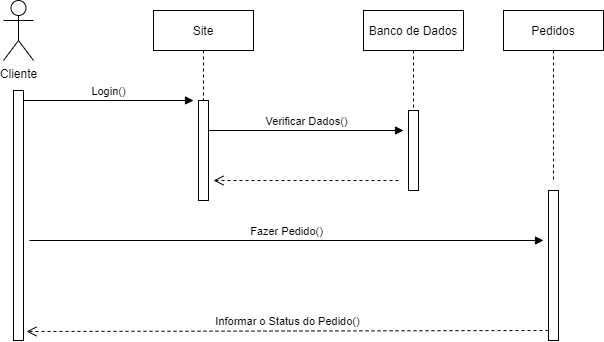 Site
Banco de Dados
Pedidos
Cliente
Login()
Verificar Dados()
Fazer Pedido()
Informar o Status do Pedido()